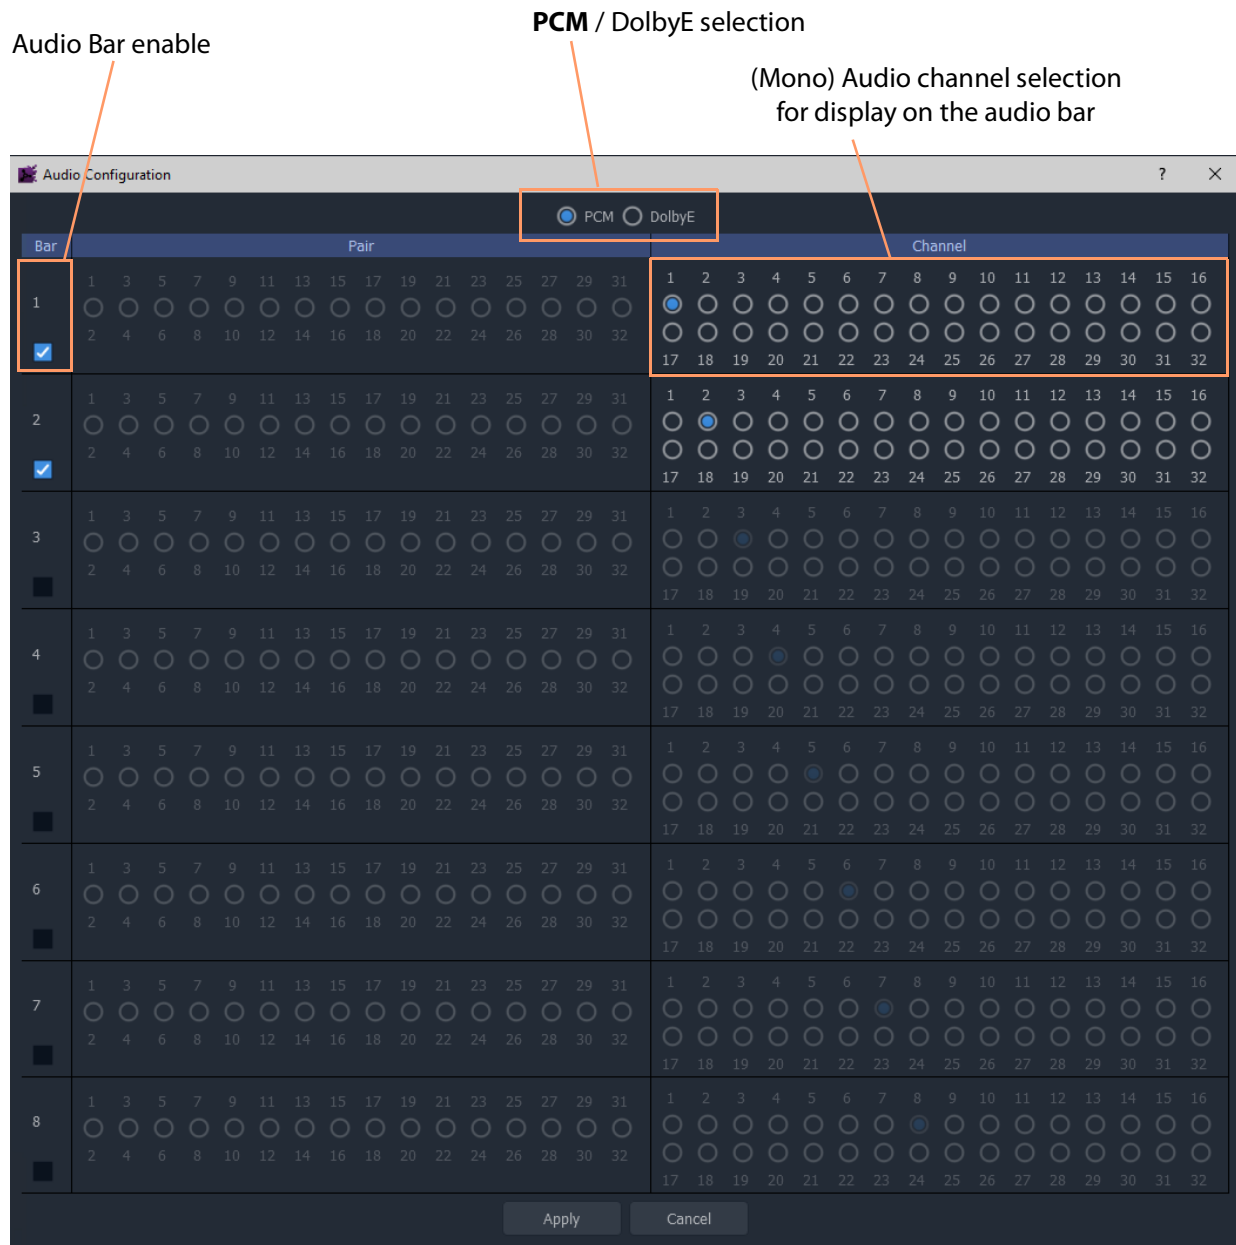 PCM / DolbyE selection
Audio Bar enable
(Mono) Audio channel selection
for display on the audio bar
Audio Configuration ? ×
PCM DolbyE
Bar Pair Channel
1 3 5 7 9 11 13 15 17 19 21 23 25 27 29 31 1 2 3 4 5 6 7 8 9 10 11 12 13 14 15 16
1
2 4 6 8 10 12 14 16 18 20 22 24 26 28 30 32
17 18 19 20 21 22 23 24 25 26 27 28 29 30 31 32
1 3 5 7 9 11 13 15 17 19 21 23 25 27 29 31 1 2 3 4 5 6 7 8 9 10 11 12 13 14 15 16
2
2 4 6 8 10 12 14 16 18 20 22 24 26 28 30 32
17 18 19 20 21 22 23 24 25 26 27 28 29 30 31 32
1 3 5 7 9 11 13 15 17 19 21 23 25 27 29 31 1 2 3 4 5 6 7 8 9 10 11 12 13 14 15 16
3
2 4 6 8 10 12 14 16 18 20 22 24 26 28 30 32
17 18 19 20 21 22 23 24 25 26 27 28 29 30 31 32
1 3 5 7 9 11 13 15 17 19 21 23 25 27 29 31 1 2 3 4 5 6 7 8 9 10 11 12 13 14 15 16
4
2 4 6 8 10 12 14 16 18 20 22 24 26 28 30 32
17 18 19 20 21 22 23 24 25 26 27 28 29 30 31 32
1 3 5 7 9 11 13 15 17 19 21 23 25 27 29 31 1 2 3 4 5 6 7 8 9 10 11 12 13 14 15 16
5
2 4 6 8 10 12 14 16 18 20 22 24 26 28 30 32
17 18 19 20 21 22 23 24 25 26 27 28 29 30 31 32
1 3 5 7 9 11 13 15 17 19 21 23 25 27 29 31 1 2 3 4 5 6 7 8 9 10 11 12 13 14 15 16
6
2 4 6 8 10 12 14 16 18 20 22 24 26 28 30 32
17 18 19 20 21 22 23 24 25 26 27 28 29 30 31 32
1 3 5 7 9 11 13 15 17 19 21 23 25 27 29 31 1 2 3 4 5 6 7 8 9 10 11 12 13 14 15 16
7
2 4 6 8 10 12 14 16 18 20 22 24 26 28 30 32
17 18 19 20 21 22 23 24 25 26 27 28 29 30 31 32
1 3 5 7 9 11 13 15 17 19 21 23 25 27 29 31 1 2 3 4 5 6 7 8 9 10 11 12 13 14 15 16
8
2 4 6 8 10 12 14 16 18 20 22 24 26 28 30 32
17 18 19 20 21 22 23 24 25 26 27 28 29 30 31 32
Apply Cancel